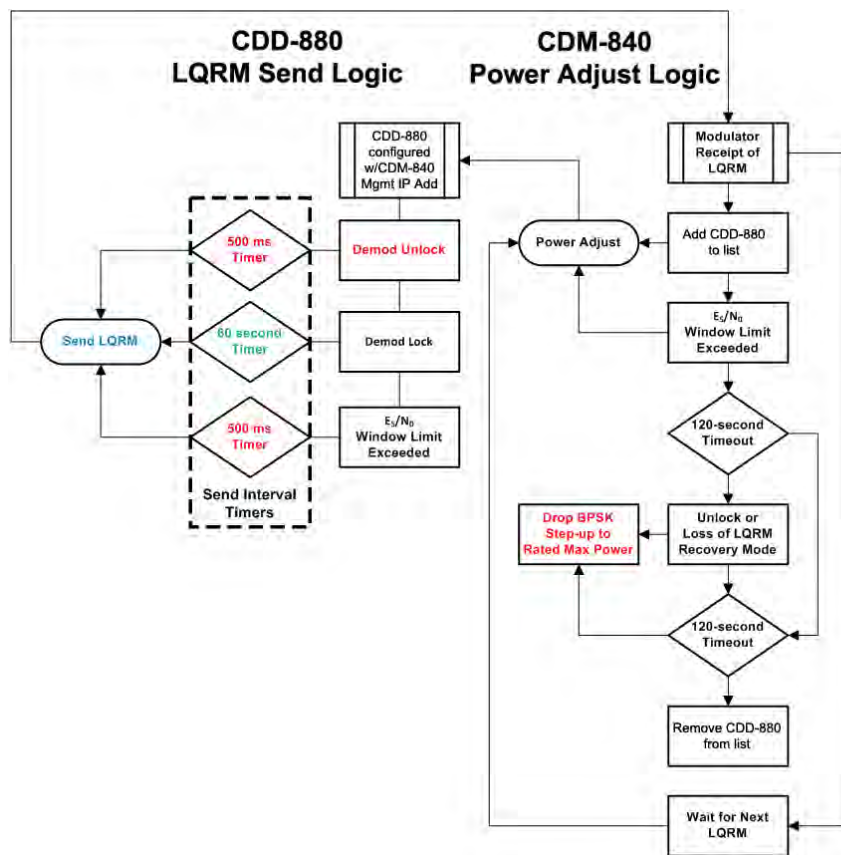 CDD-880
LQRM Send Logic
CDM-840
Power Adjust Logic
CDD-880
configured
w/CDM-840
Mgmt IP Add
Modulator
Receipt of
LQRM
500 ms
Timer
Demod Unlock
Power Adjust
Add CDD-880
to list
Send LQRM
60 second
Timer
Demod Lock
Eₛ/N₀
Window Limit
Exceeded
500 ms
Timer
Eₛ/N₀
Window Limit
Exceeded
120-second
Timeout
Send Interval
Timers
Drop BPSK
Step-up to
Rated Max Power
Unlock or
Loss of LQRM
Recovery Mode
120-second
Timeout
Remove CDD-880
from list
Wait for Next
LQRM